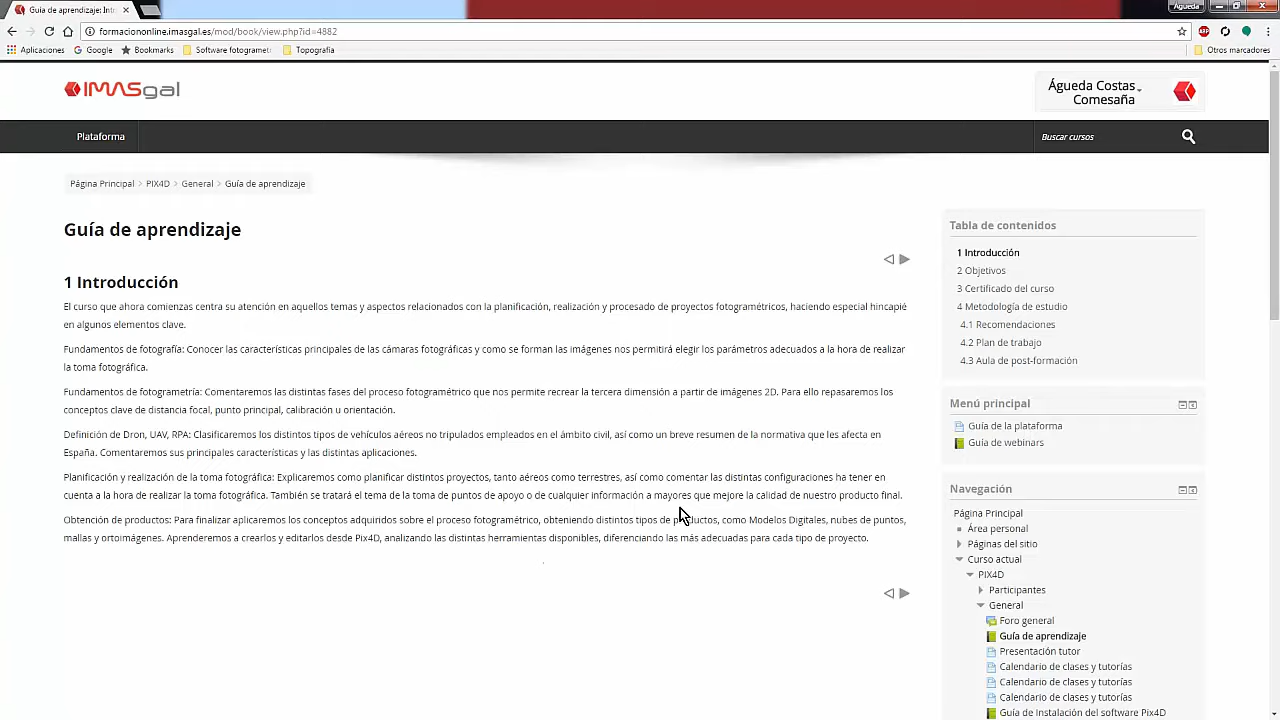 Guía de aprendizaje: Int
Águeda
formaciononline.imasgal.es/mod/book/view.php?id=4882
Aplicaciones Google Bookmarks Software fotogramet Topografía Otros marcadores
IMASgal
Águeda Costas
Comesaña
Plataforma
Buscar cursos
Página Principal > PIX4D > General > Guía de aprendizaje
Guía de aprendizaje
1 Introducción
El curso que ahora comienzas centra su atención en aquellos temas y aspectos relacionados con la planificación, realización y procesado de proyectos fotogramétricos, haciendo especial hincapié
en algunos elementos clave.
Fundamentos de fotografía: Conocer las características principales de las cámaras fotográficas y como se forman las imágenes nos permitirá elegir los parámetros adecuados a la hora de realizar
la toma fotográfica.
Fundamentos de fotogrametría: Comentaremos las distintas fases del proceso fotogramétrico que nos permite recrear la tercera dimensión a partir de imágenes 2D. Para ello repasaremos los
conceptos clave de distancia focal, punto principal, calibración u orientación.
Definición de Dron, UAV, RPA: Clasificaremos los distintos tipos de vehículos aéreos no tripulados empleados en el ámbito civil, así como un breve resumen de la normativa que les afecta en
España. Comentaremos sus principales características y las distintas aplicaciones.
Planificación y realización de la toma fotográfica: Explicaremos como planificar distintos proyectos, tanto aéreos como terrestres, así como comentar las distintas configuraciones ha tener en
cuenta a la hora de realizar la toma fotográfica. También se tratará el tema de la toma de puntos de apoyo o de cualquier información a mayores que mejore la calidad de nuestro producto final.
Obtención de productos: Para finalizar aplicaremos los conceptos adquiridos sobre el proceso fotogramétrico, obteniendo distintos tipos de productos, como Modelos Digitales, nubes de puntos,
mallas y ortoimágenes. Aprenderemos a crearlos y editarlos desde Pix4D, analizando las distintas herramientas disponibles, diferenciando las más adecuadas para cada tipo de proyecto.
.
Tabla de contenidos
1 Introducción
2 Objetivos
3 Certificado del curso
4 Metodología de estudio
4.1 Recomendaciones
4.2 Plan de trabajo
4.3 Aula de post-formación
Menú principal
Guía de la plataforma
Guía de webinars
Navegación
Página Principal
Área personal
Páginas del sitio
Curso actual
PIX4D
Participantes
General
Foro general
Guía de aprendizaje
Presentación tutor
Calendario de clases y tutorías
Calendario de clases y tutorías
Calendario de clases y tutorías
Guía de Instalación del software Pix4D